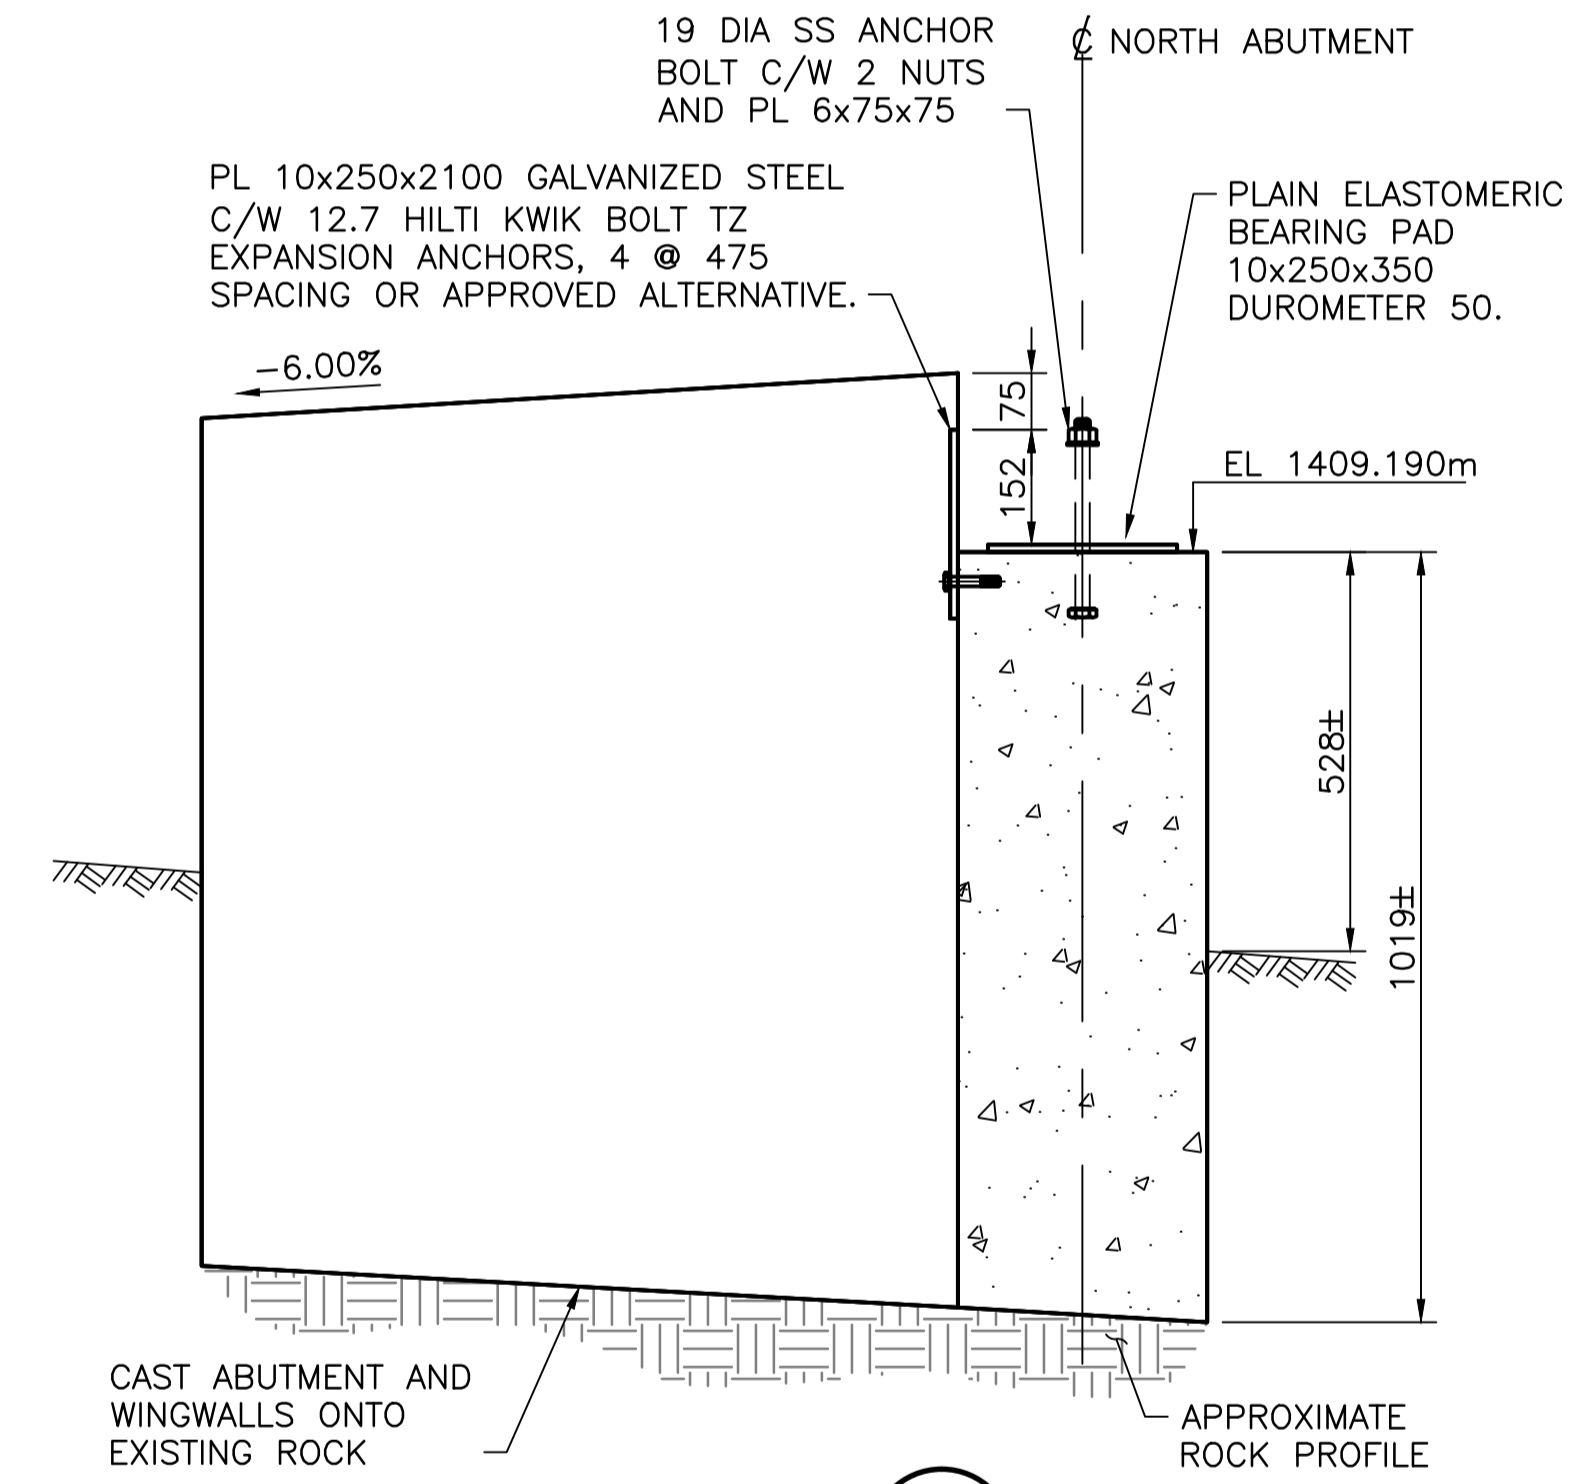 19 DIA SS ANCHOR
BOLT C/W 2 NUTS
AND PL 6x75x75
℄ NORTH ABUTMENT
PL 10x250x2100 GALVANIZED STEEL
C/W 12.7 HILTI KWIK BOLT TZ
EXPANSION ANCHORS, 4 @ 475
SPACING OR APPROVED ALTERNATIVE.
PLAIN ELASTOMERIC
BEARING PAD
10x250x350
DUROMETER 50.
-6.00%
75
152
EL 1409.190m
528±
1019±
CAST ABUTMENT AND
WINGWALLS ONTO
EXISTING ROCK
APPROXIMATE
ROCK PROFILE